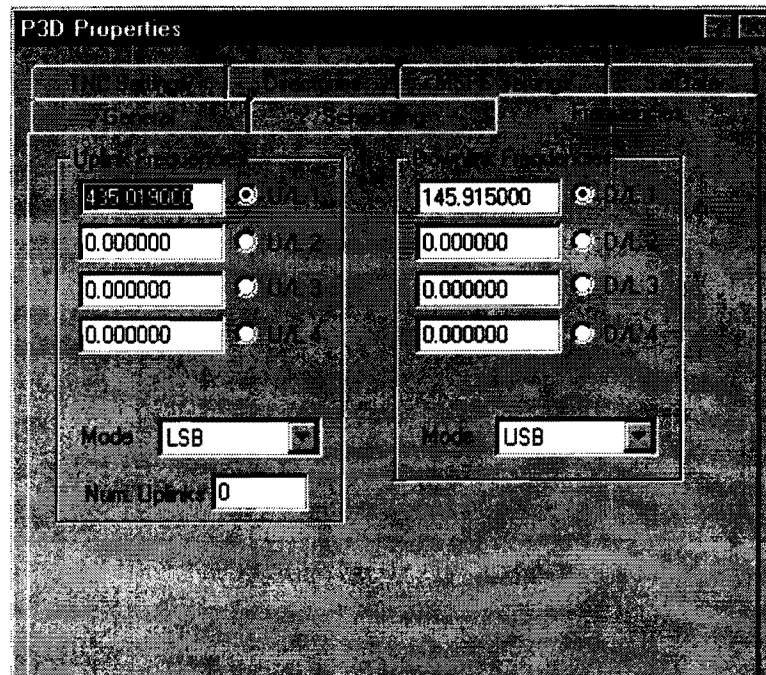 P3D Properties
General
Frequencies
Uplink Frequencies
435.019000 U/L 1
0.000000 U/L 2
0.000000 U/L 3
0.000000 U/L 4
Mode LSB
Num Uplinks 0
Downlink Frequencies
145.915000 D/L 1
0.000000 D/L 2
0.000000 D/L 3
0.000000 D/L 4
Mode USB